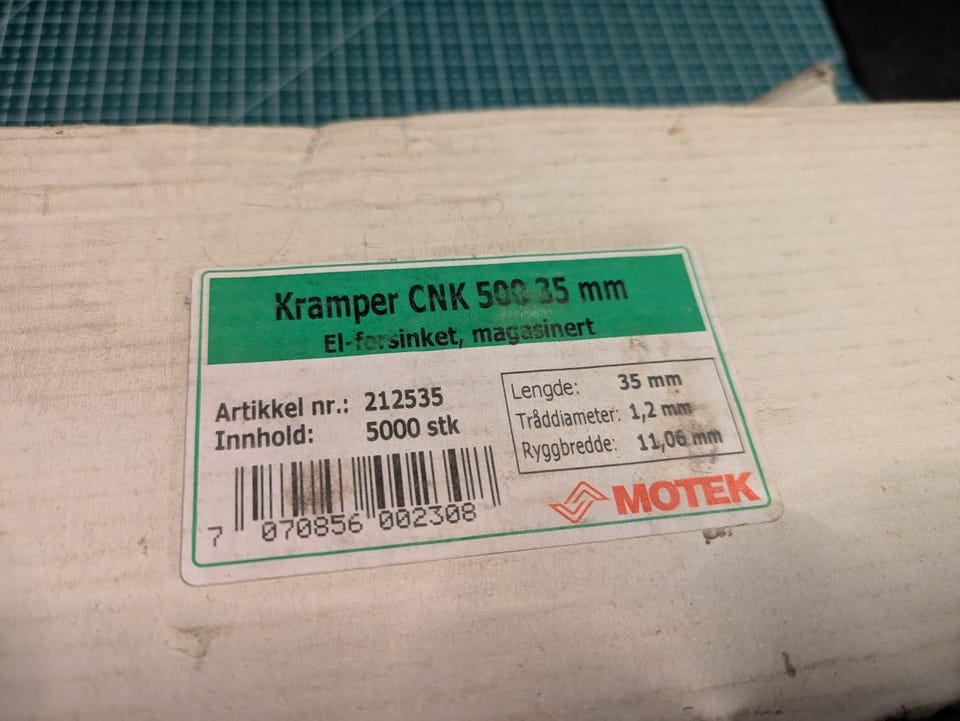 Kramper CNK 500 35 mm
El-forsinket, magasinert
Artikkel nr.: 212535
Innhold: 5000 stk
Lengde: 35 mm
Tråddiameter: 1,2 mm
Ryggbredde: 11,06 mm
7 070856 002308
MOTEK